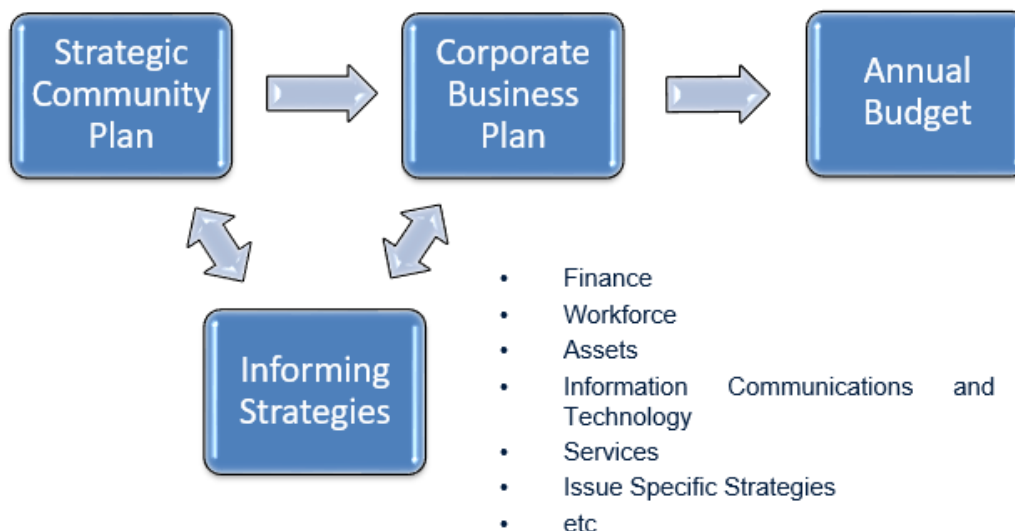 Strategic
Community
Plan
Corporate
Business
Plan
Annual
Budget
Informing
Strategies
• Finance
• Workforce
• Assets
• Information Communications and
Technology
• Services
• Issue Specific Strategies
• etc